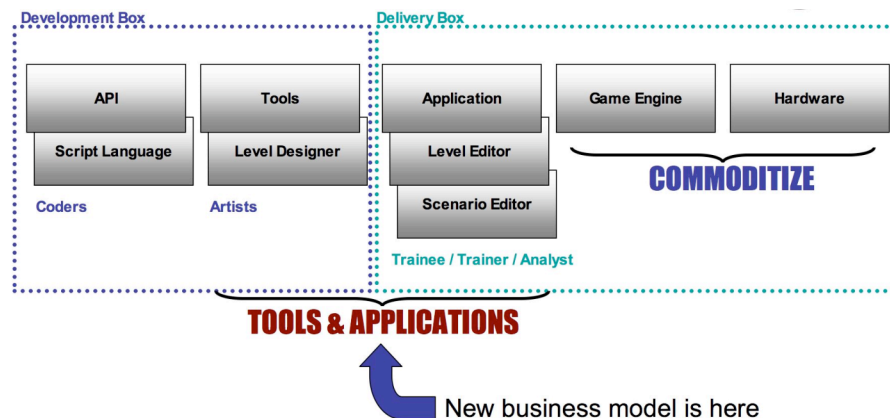 Development Box
Delivery Box
API
Tools
Application
Game Engine
Hardware
Script Language
Level Designer
Level Editor
COMMODITIZE
Scenario Editor
Coders
Artists
Trainee / Trainer / Analyst
TOOLS & APPLICATIONS
New business model is here